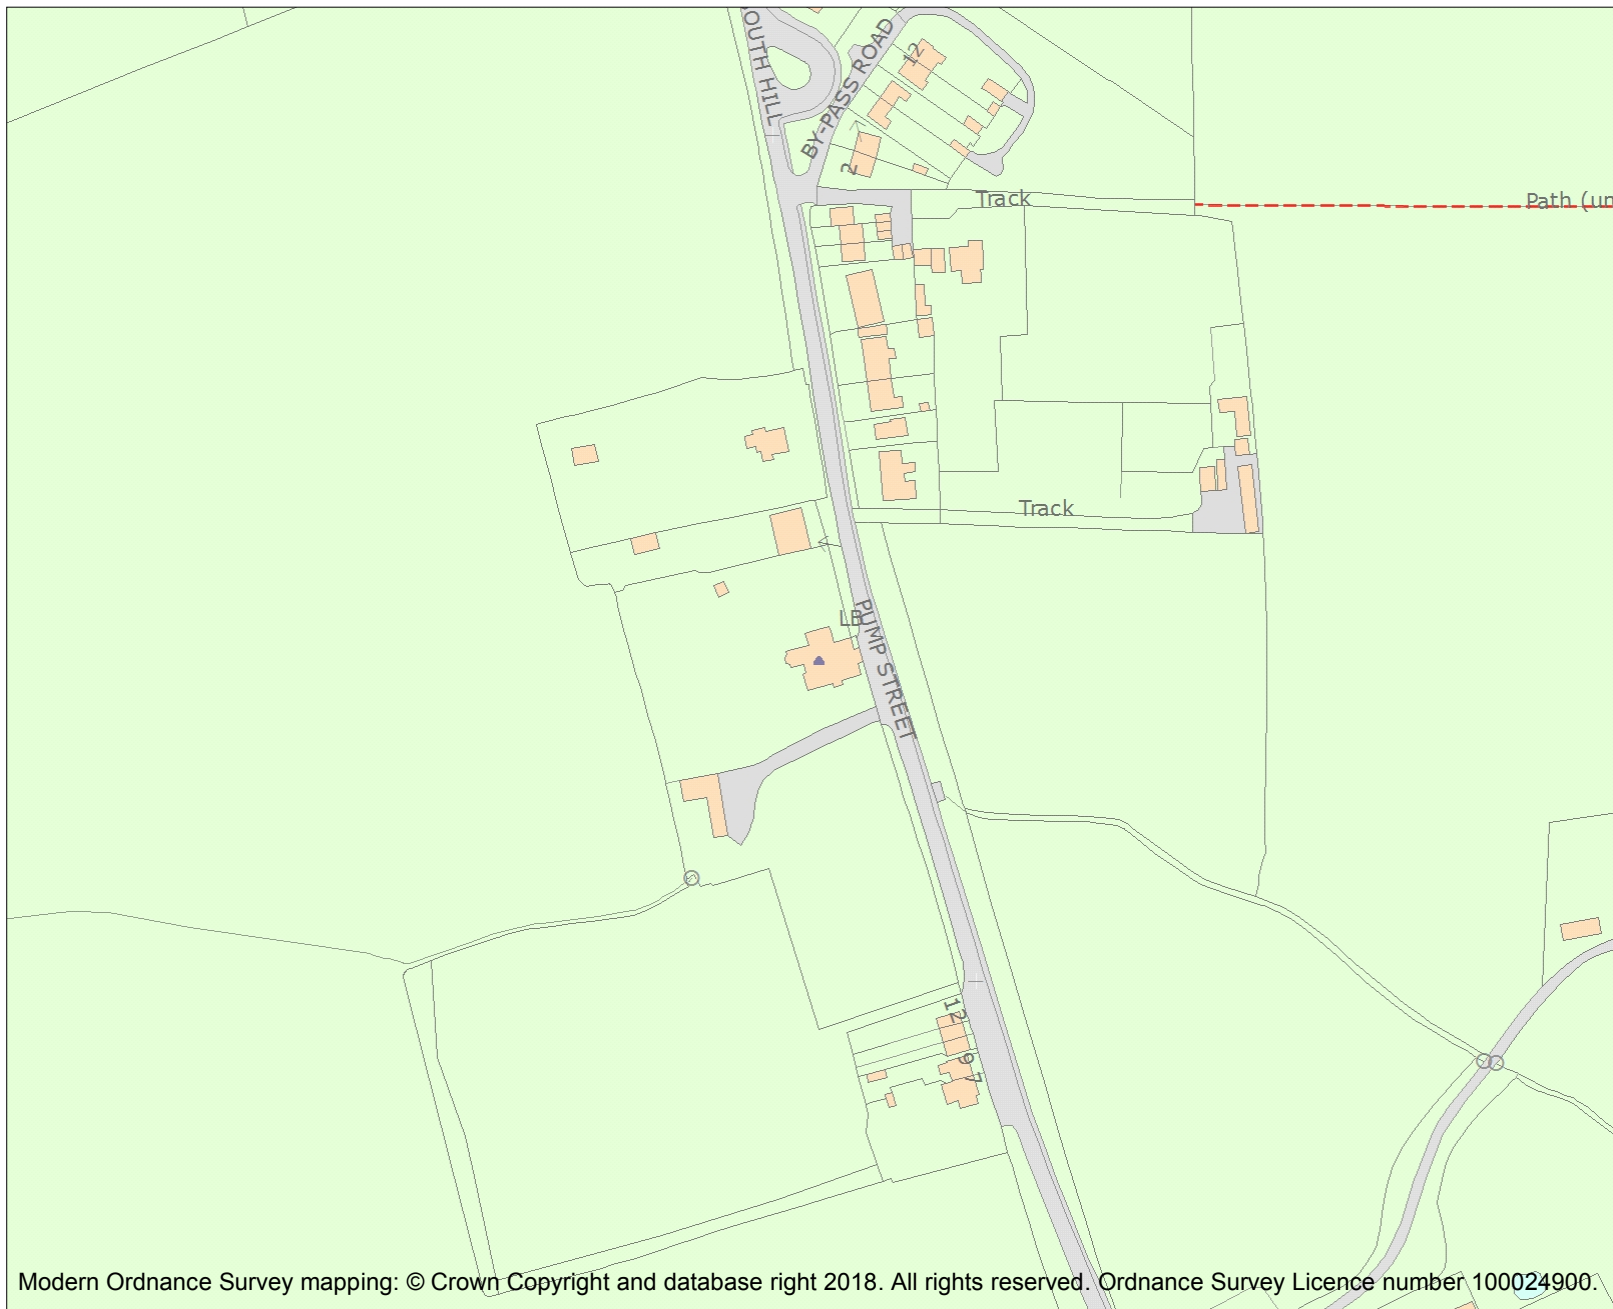 OUTH HILL
BY-PASS ROAD
12
2
Track
Path (un
Track
LB
PUMP STREET
12
9
7
Modern Ordnance Survey mapping: © Crown Copyright and database right 2018. All rights reserved. Ordnance Survey Licence number 100024900.